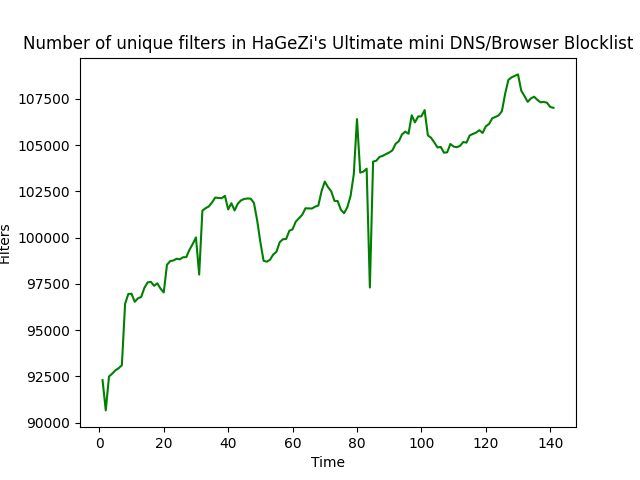 Number of unique filters in HaGeZi's Ultimate mini DNS/Browser Blocklist
107500
105000
102500
100000
97500
95000
92500
90000
Filters
0 20 40 60 80 100 120 140
Time